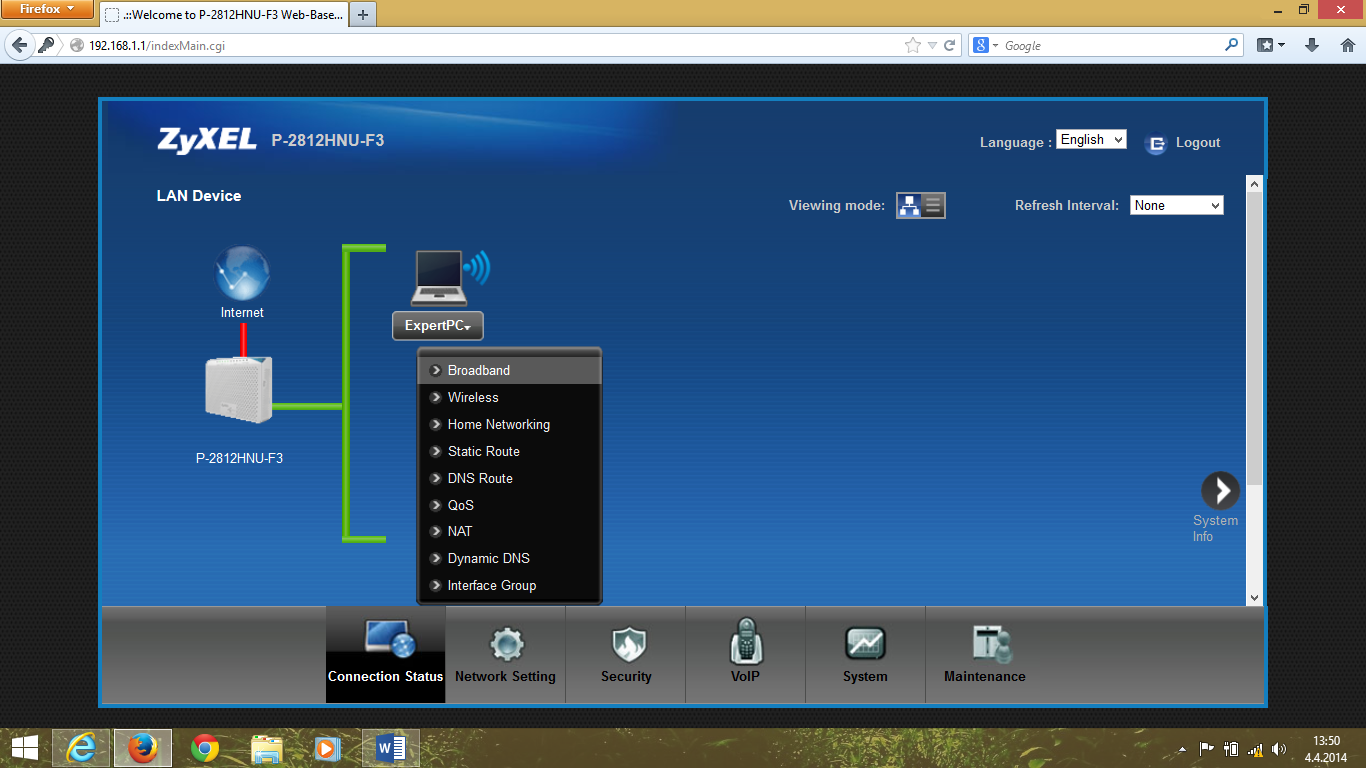 Firefox
.::Welcome to P-2812HNU-F3 Web-Base...
192.168.1.1/indexMain.cgi
Google
ZyXEL P-2812HNU-F3
Language : English Logout
LAN Device
Viewing mode: Refresh Interval: None
Internet
ExpertPC
P-2812HNU-F3
Broadband
Wireless
Home Networking
Static Route
DNS Route
QoS
NAT
Dynamic DNS
Interface Group
System
Info
Connection Status Network Setting Security VoIP System Maintenance
13:50
4.4.2014